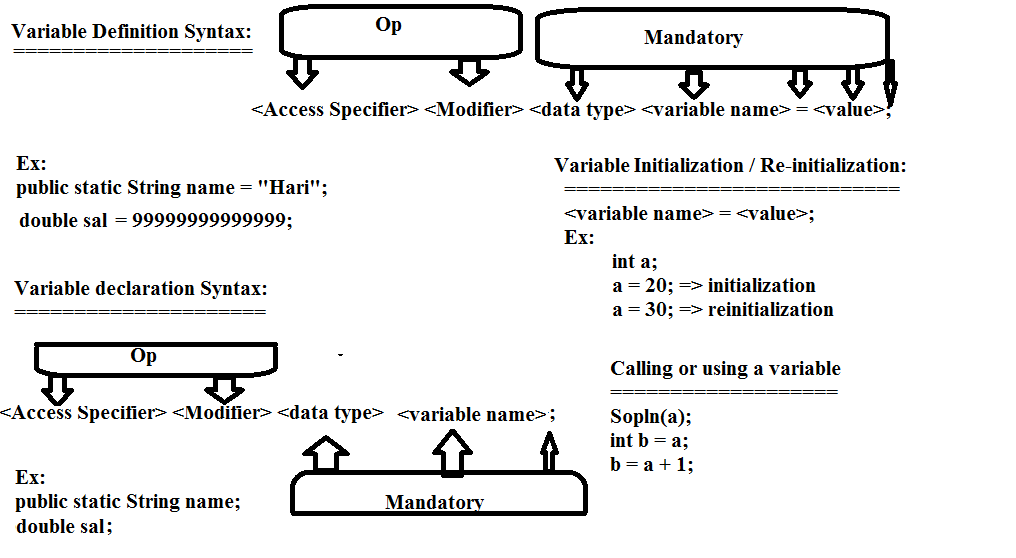 Variable Definition Syntax:
=====================
Op
Mandatory
<Access Specifier> <Modifier> <data type> <variable name> = <value>;
Ex:
public static String name = "Hari";
double sal = 99999999999999;
Variable declaration Syntax:
=====================
Op
<Access Specifier> <Modifier> <data type> <variable name>;
Mandatory
Ex:
public static String name;
double sal;
Variable Initialization / Re-initialization:
============================
<variable name> = <value>;
Ex:
int a;
a = 20; => initialization
a = 30; => reinitialization
Calling or using a variable
===================
Sopln(a);
int b = a;
b = a + 1;